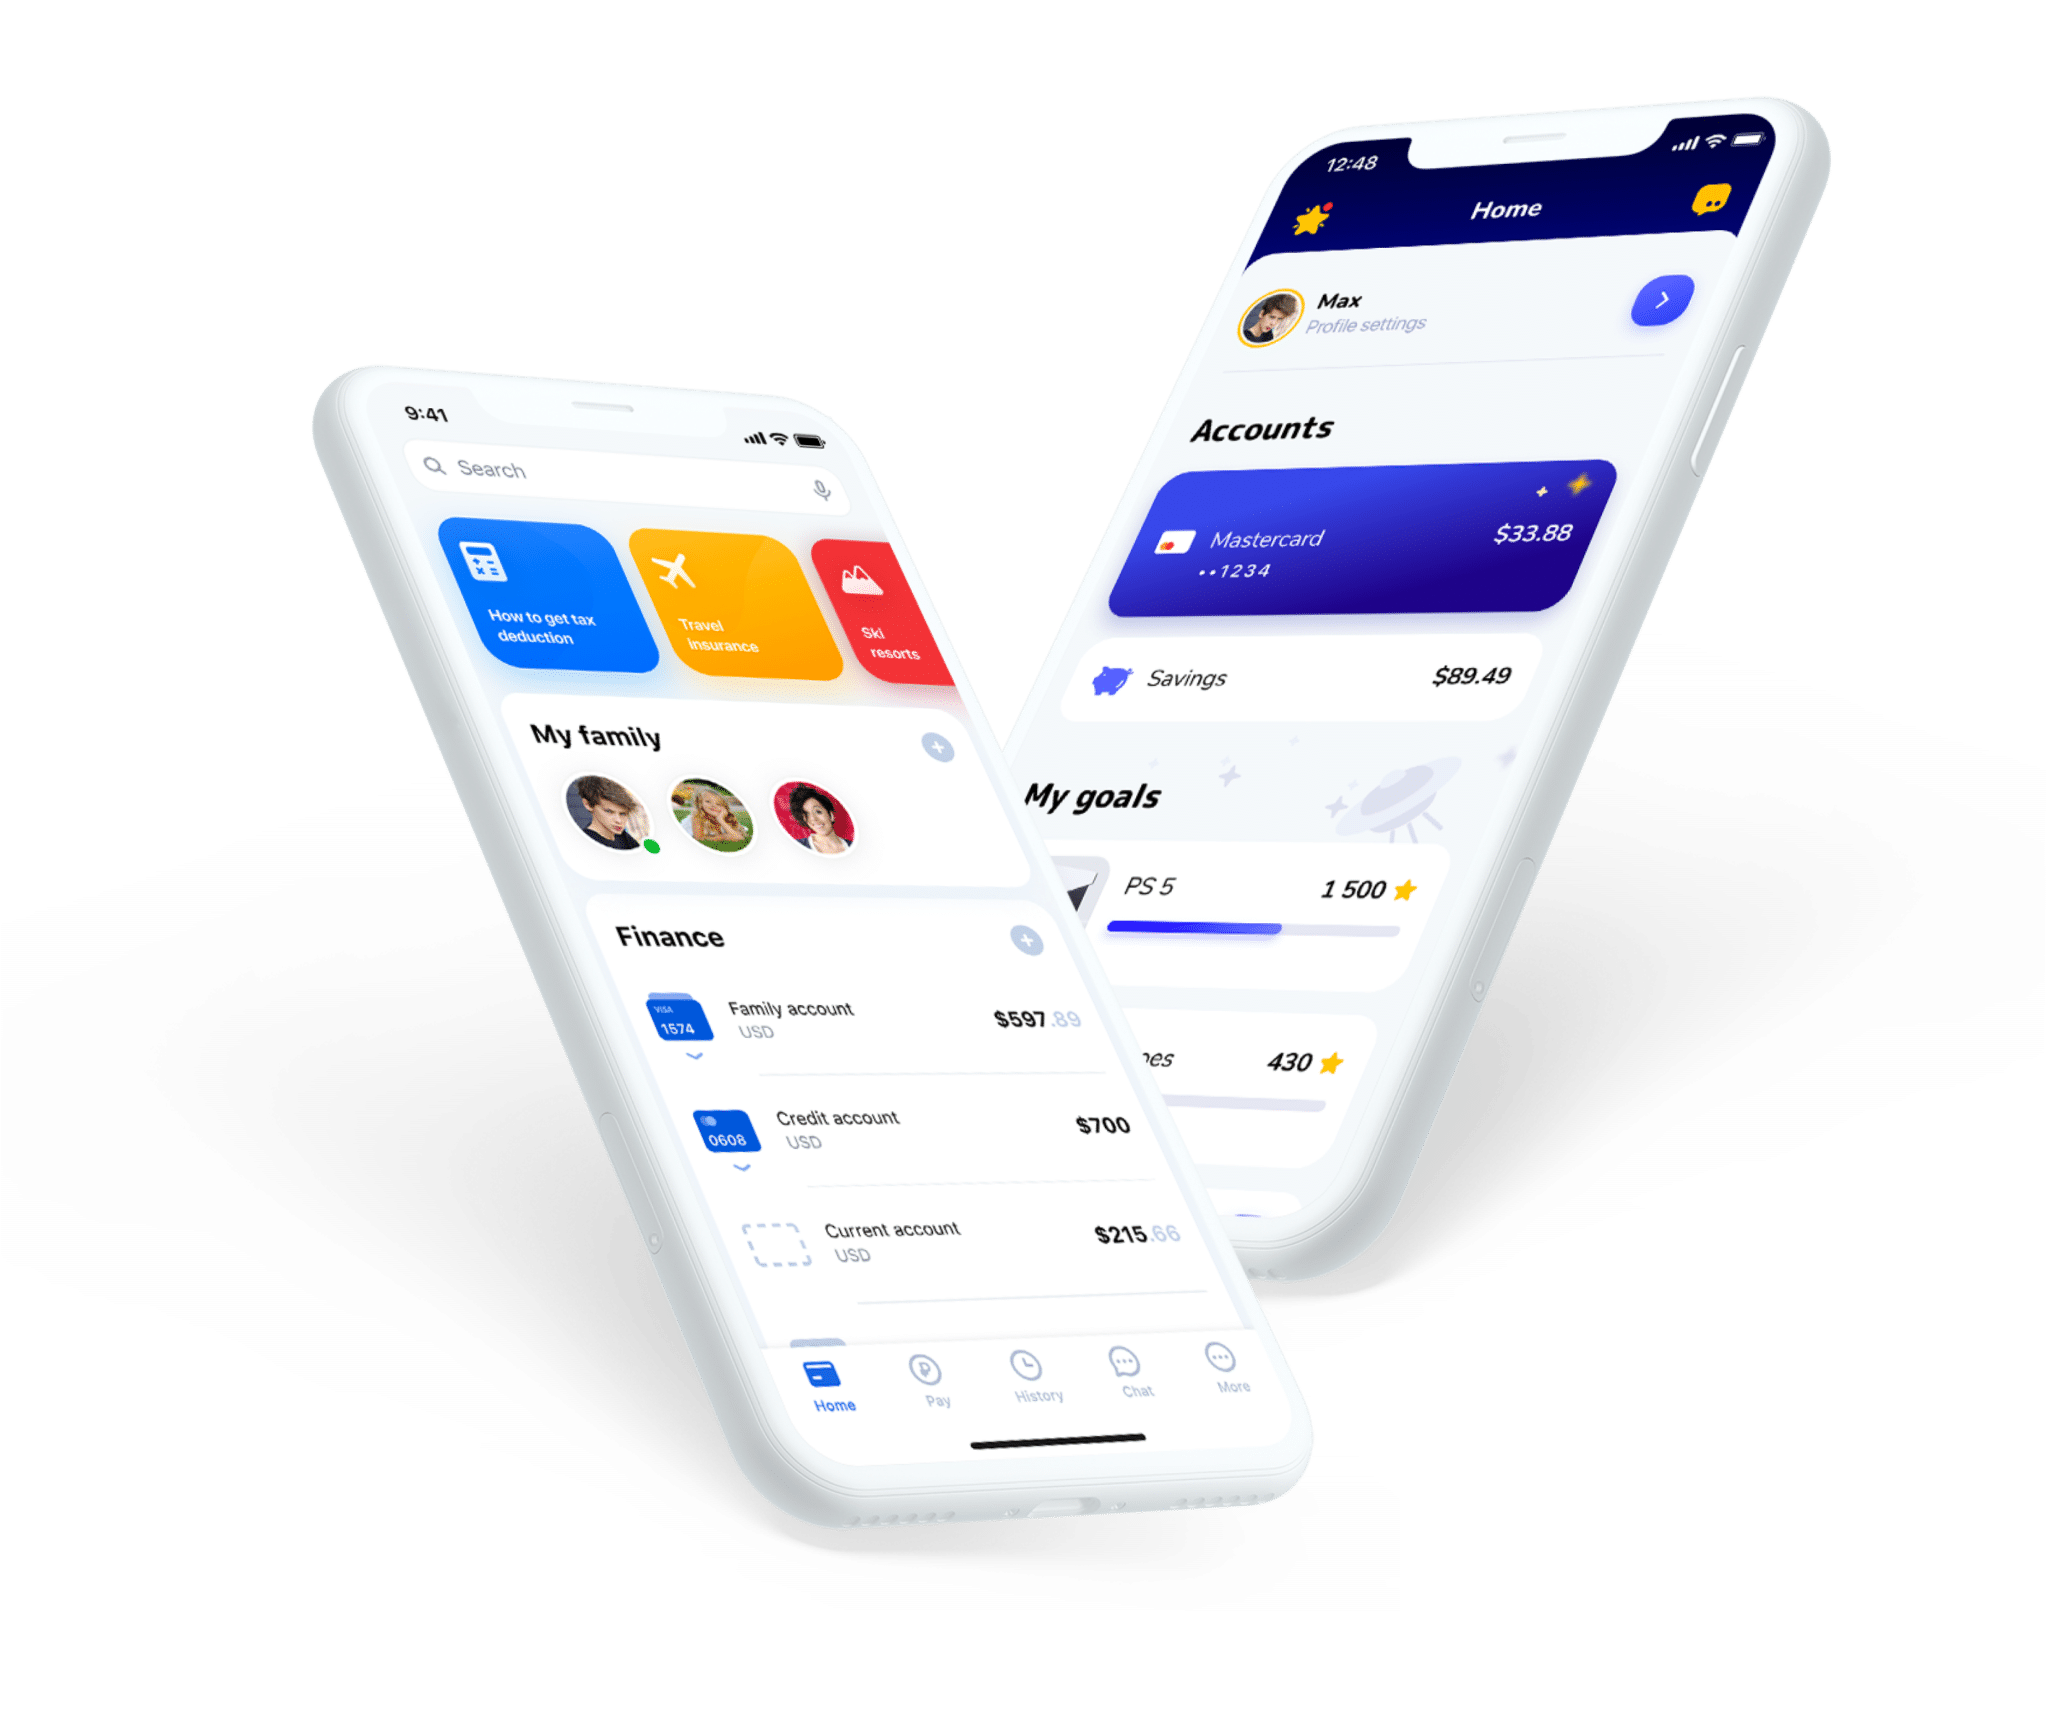 9:41
Search
How to get tax
deduction
Travel
insurance
Ski
resorts
My family
Finance
VISA
1574
Family account
USD
$597.89
0608
Credit account
USD
$700
Current account
USD
$215.66
Home
Pay
History
Chat
More
12:48
Home
Max
Profile settings
Accounts
Mastercard
$33.88
••1234
Savings
$89.49
My goals
PS 5
1 500
430